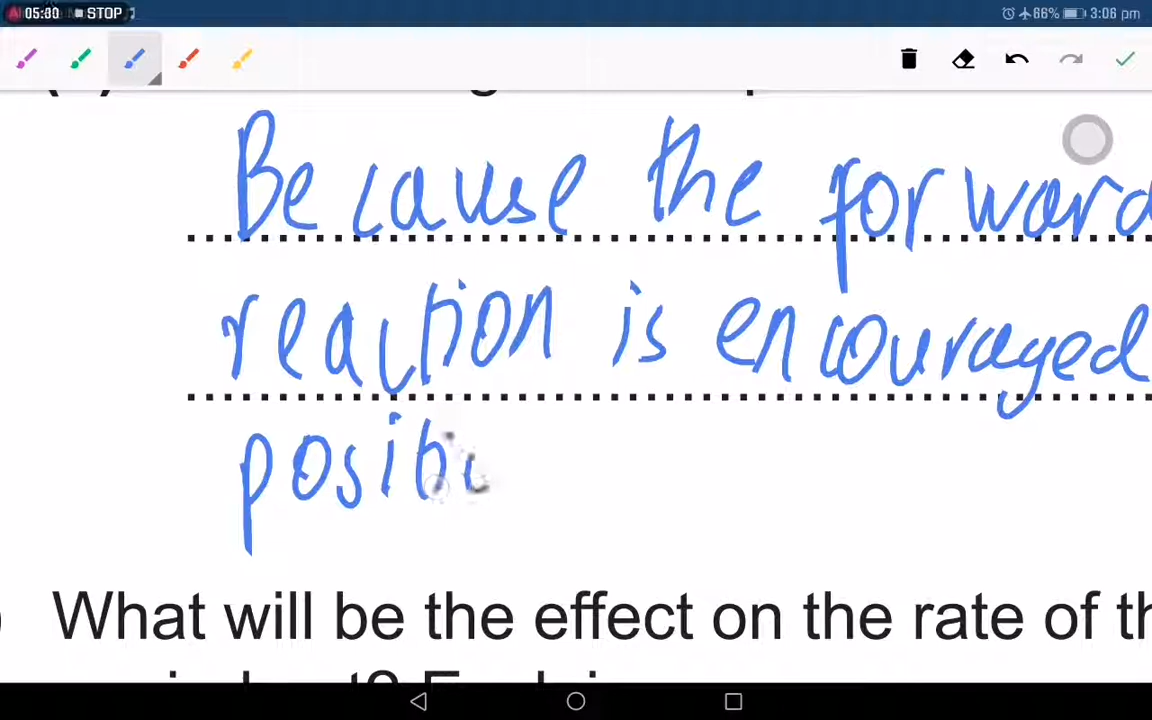 05:00 STOP 66% 3:06 pm
Because the forward
reaction is encouraged
posibi
What will be the effect on the rate of th